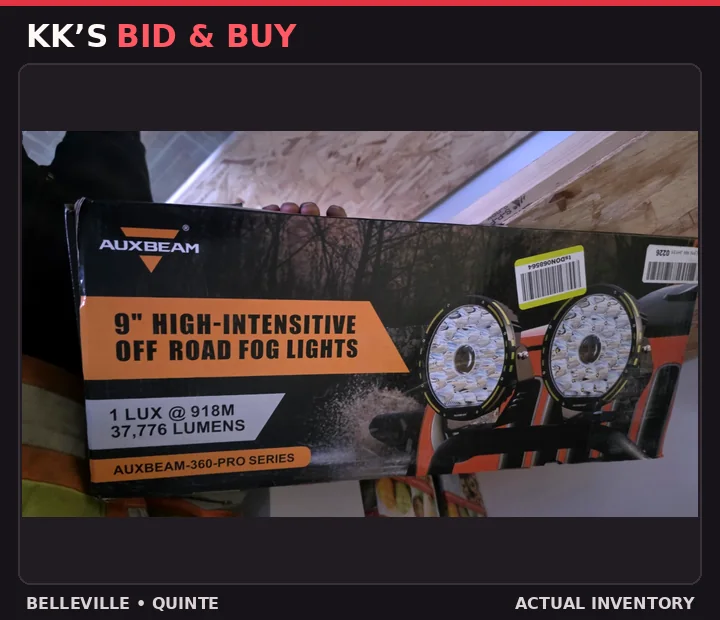 KK’S BID & BUY
AUXBEAM®
9" HIGH-INTENSITIVE
OFF ROAD FOG LIGHTS
1 LUX @ 918M
37,776 LUMENS
AUXBEAM-360-PRO SERIES
0226
BELLEVILLE • QUINTE
ACTUAL INVENTORY